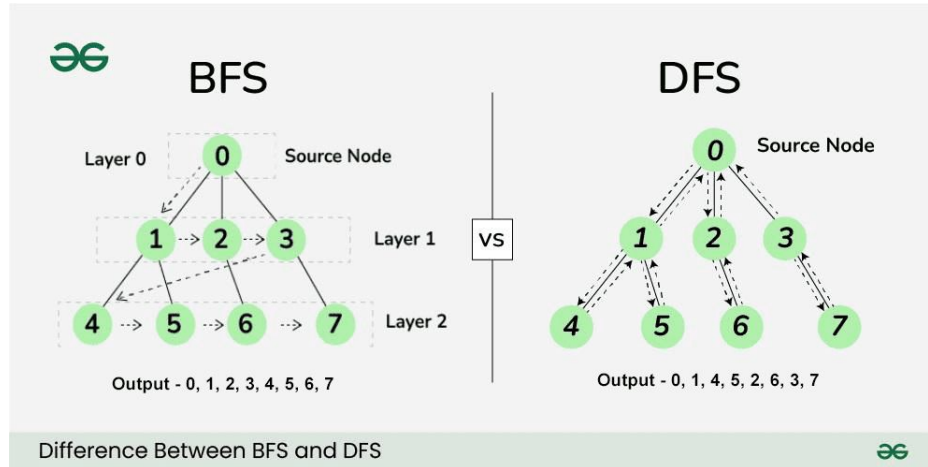 BFS
DFS
Layer 0
0
Source Node
1
2
3
Layer 1
4
5
6
7
Layer 2
Output - 0, 1, 2, 3, 4, 5, 6, 7
VS
0
Source Node
1
2
3
4
5
6
7
Output - 0, 1, 4, 5, 2, 6, 3, 7
Difference Between BFS and DFS